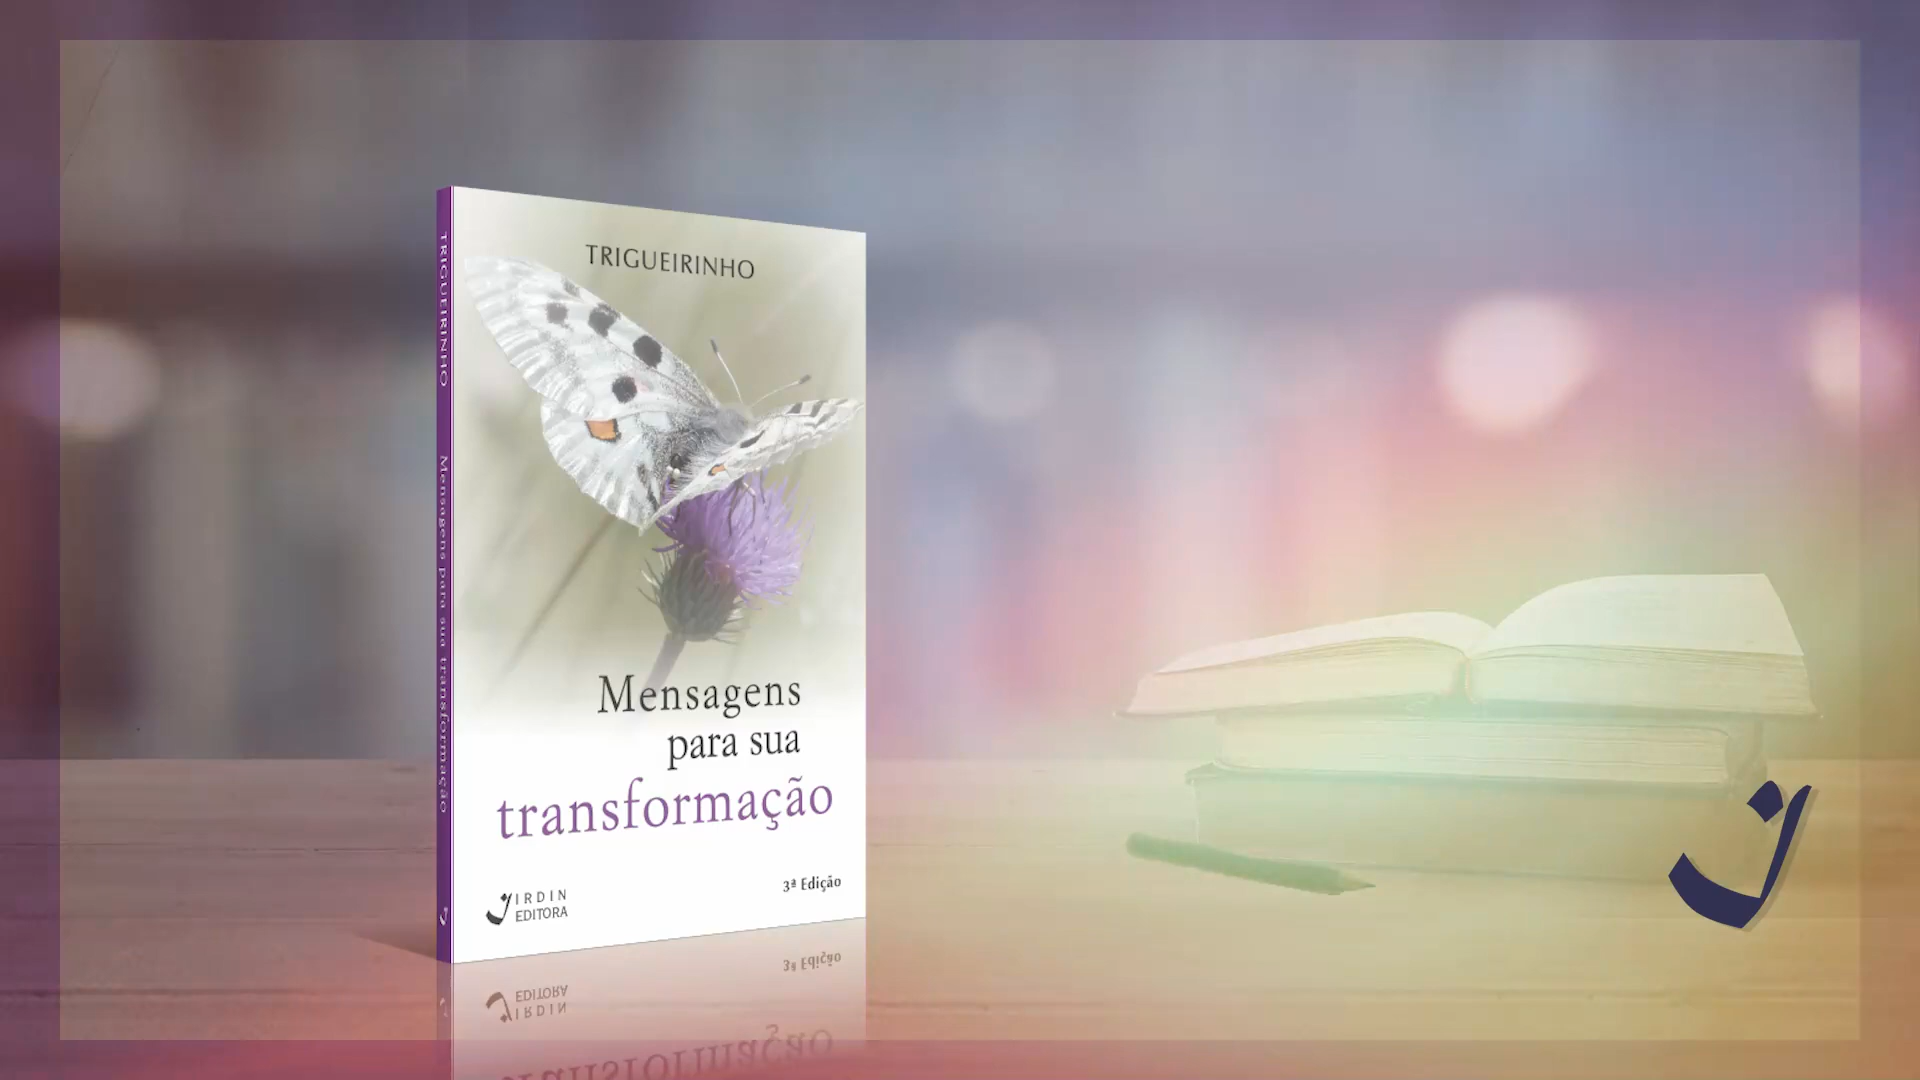 TRIGUEIRINHO
Mensagens
para sua
transformação
3ª Edição
IRDIN
EDITORA
TRIGUEIRINHO Mensagens para sua transformação